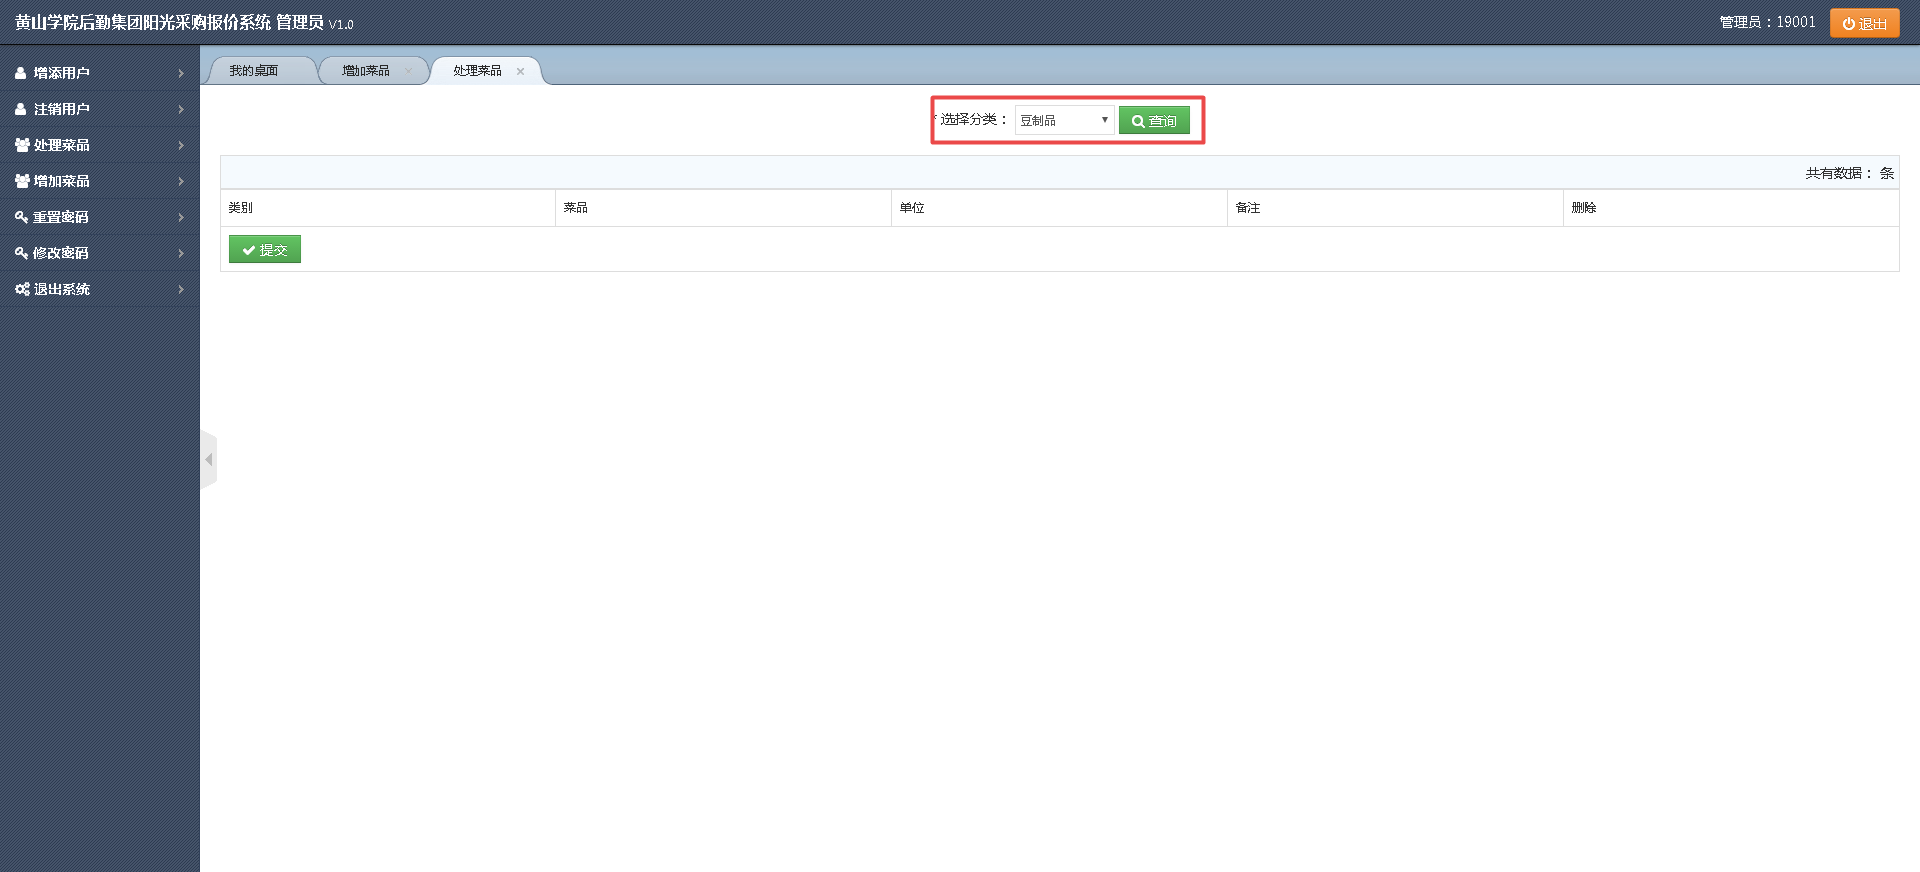 黄山学院后勤集团阳光采购报价系统 管理员 V1.0
管理员：19001
退出
增添用户
注销用户
处理菜品
增加菜品
重置密码
修改密码
退出系统
我的桌面
增加菜品
处理菜品
* 选择分类：
豆制品
查询
共有数据： 条
类别
菜品
单位
备注
删除
提交